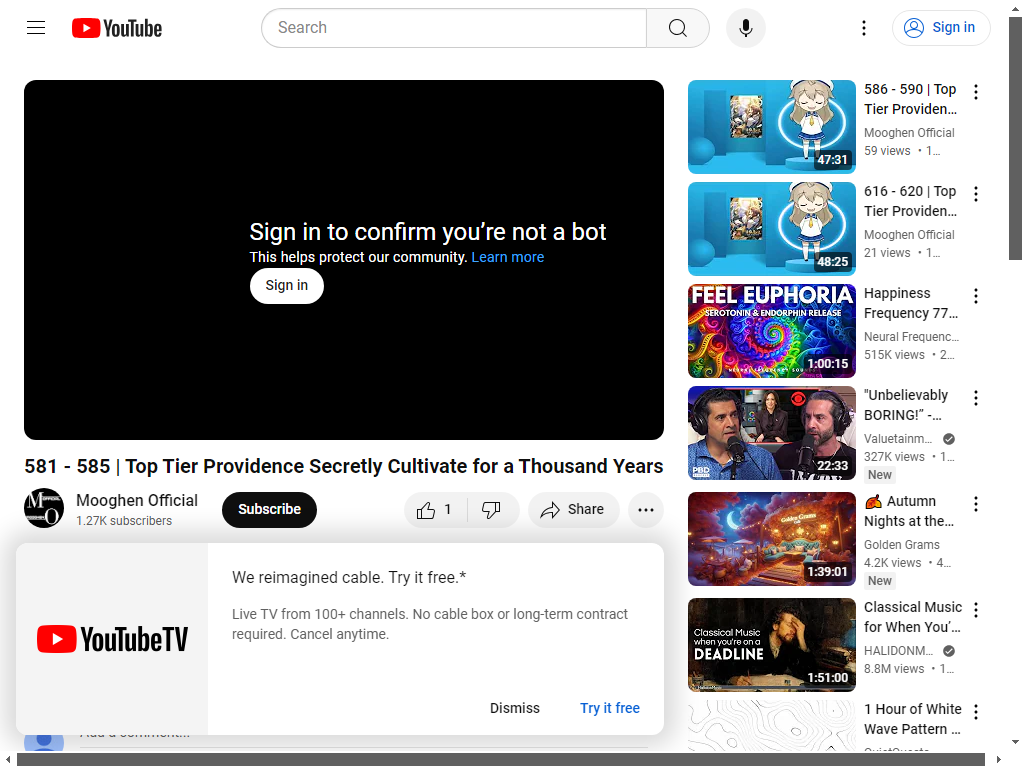 YouTube
Search
Sign in
Sign in to confirm you're not a bot
This helps protect our community. Learn more
Sign in
581 - 585 | Top Tier Providence Secretly Cultivate for a Thousand Years
Mooghen Official
1.27K subscribers
Subscribe
1
Share
We reimagined cable. Try it free.*
Live TV from 100+ channels. No cable box or long-term contract
required. Cancel anytime.
YouTubeTV
Dismiss
Try it free
Add a comment...
586 - 590 | Top
Tier Providen...
Mooghen Official
59 views • 1...
47:31
616 - 620 | Top
Tier Providen...
Mooghen Official
21 views • 1...
48:25
FEEL EUPHORIA
SEROTONIN & ENDORPHIN RELEASE
1:00:15
Happiness
Frequency 77...
Neural Frequenc...
515K views • 2...
PBD
22:33
"Unbelievably
BORING!” -...
Valuetainm...
327K views • 1...
New
Golden Grams
1:39:01
🍂 Autumn
Nights at the...
Golden Grams
4.2K views • 4...
New
Classical Music
when you're on a
DEADLINE
1:51:00
Classical Music
for When You'...
HALIDONM...
8.8M views • 1...
1 Hour of White
Wave Pattern ...
QuietQuests